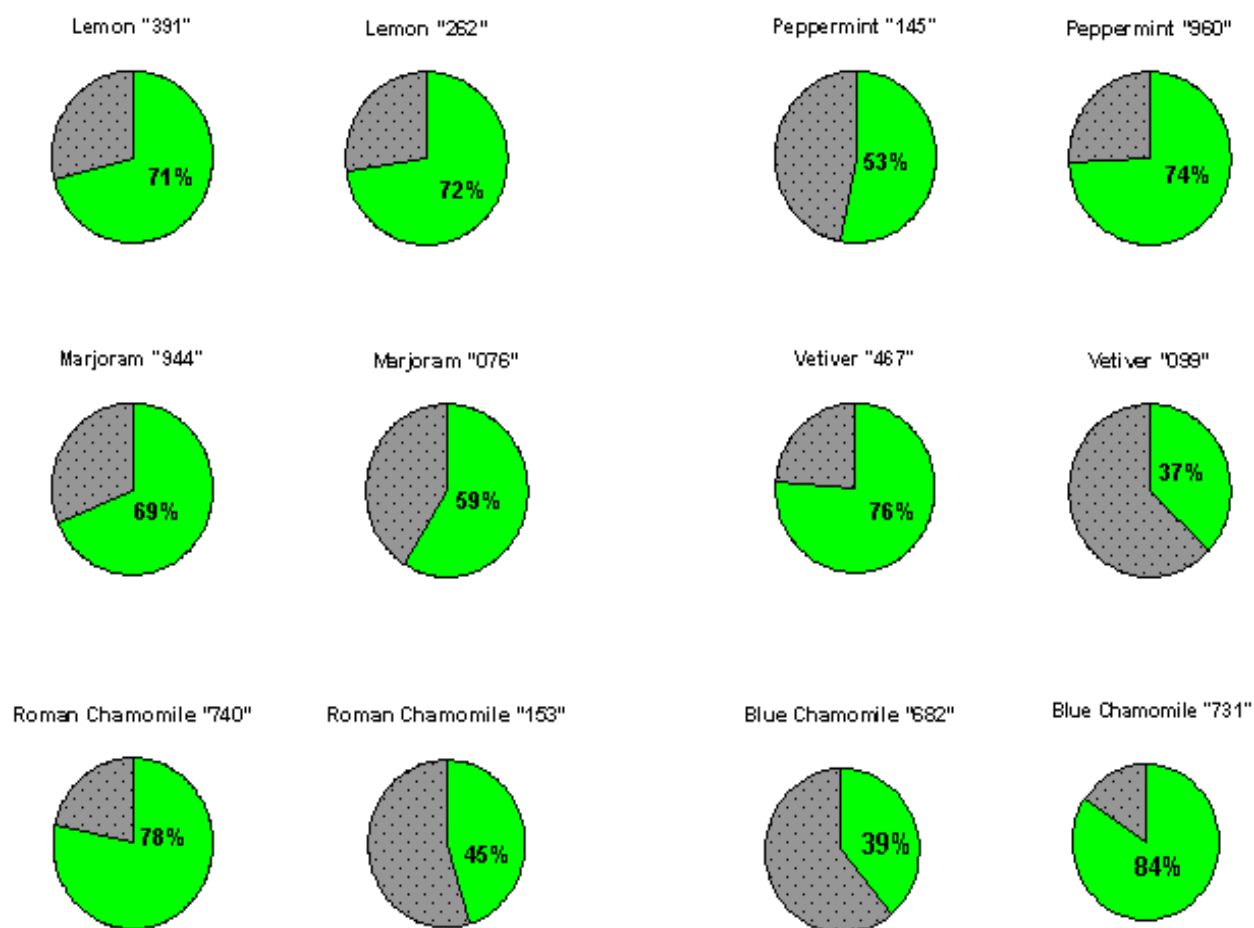 Lemon "391"
Lemon "262"
Peppermint "145"
Peppermint "960"
71%
72%
53%
74%
Marjoram "944"
Marjoram "076"
Vetiver "467"
Vetiver "099"
69%
59%
76%
37%
Roman Chamomile "740"
Roman Chamomile "153"
Blue Chamomile "682"
Blue Chamomile "731"
78%
45%
39%
84%